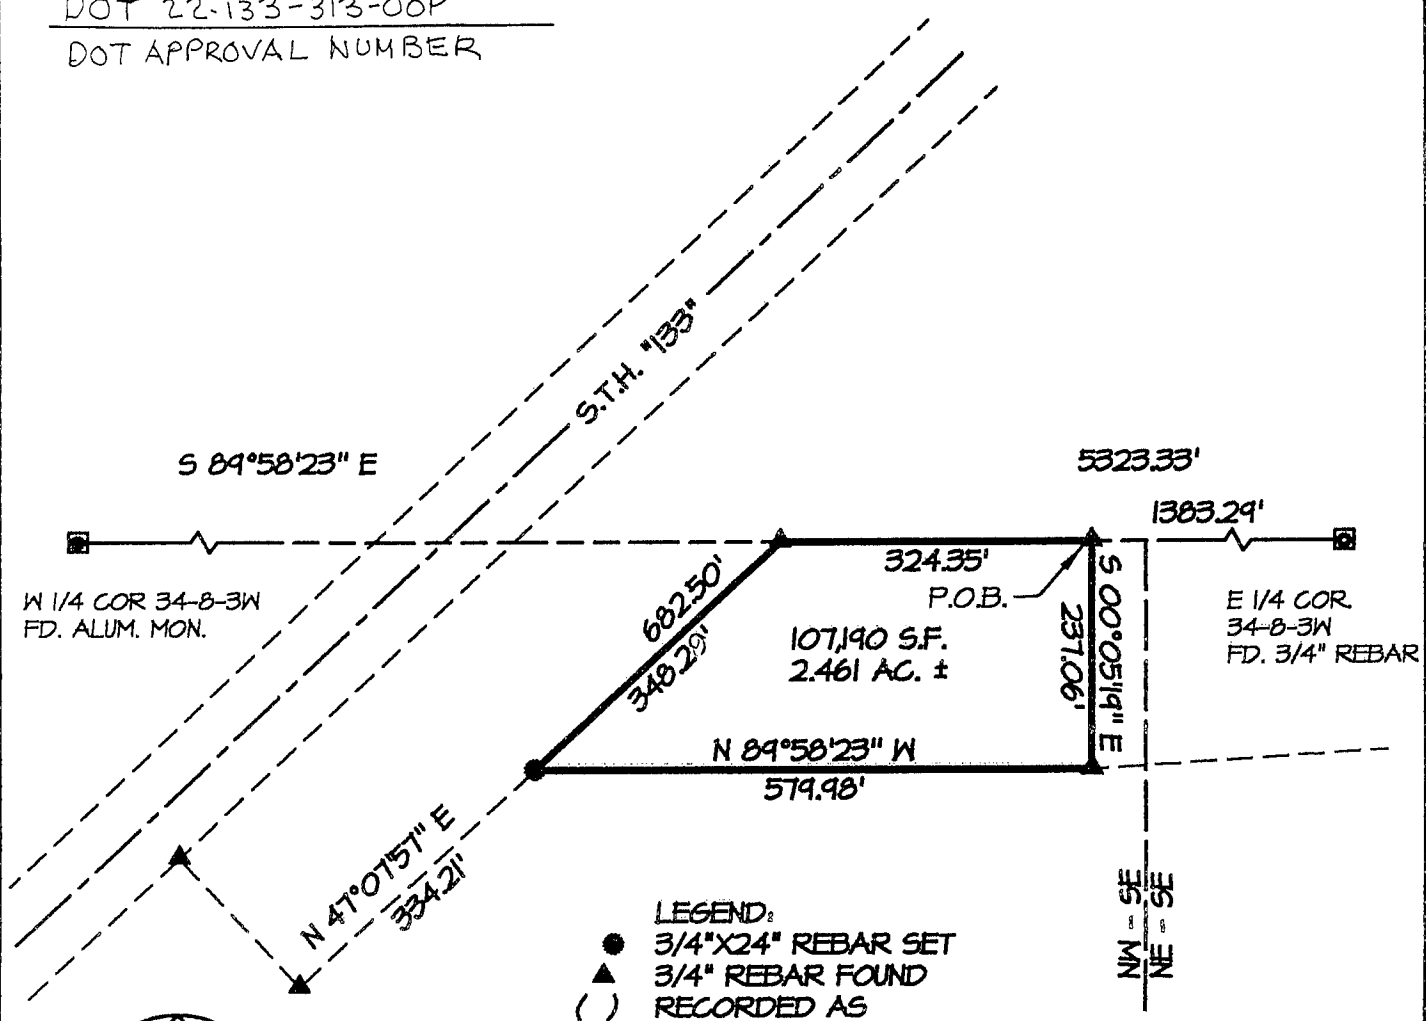 DOT 22-133-313-00P
DOT APPROVAL NUMBER
S.T.H. "133"
S 89°58'23" E
5323.33'
1383.29'
324.35'
P.O.B.
W 1/4 COR 34-8-3W
FD. ALUM. MON.
E 1/4 COR.
34-8-3W
FD. 3/4" REBAR
682.50'
348.29'
107,190 S.F.
2.461 AC. ±
S 00°05'19" E
237.06'
N 89°58'23" W
579.98'
N 47°07'57" E
334.21'
NW - SE
NE - SE
LEGEND:
3/4"X24" REBAR SET
3/4" REBAR FOUND
( ) RECORDED AS